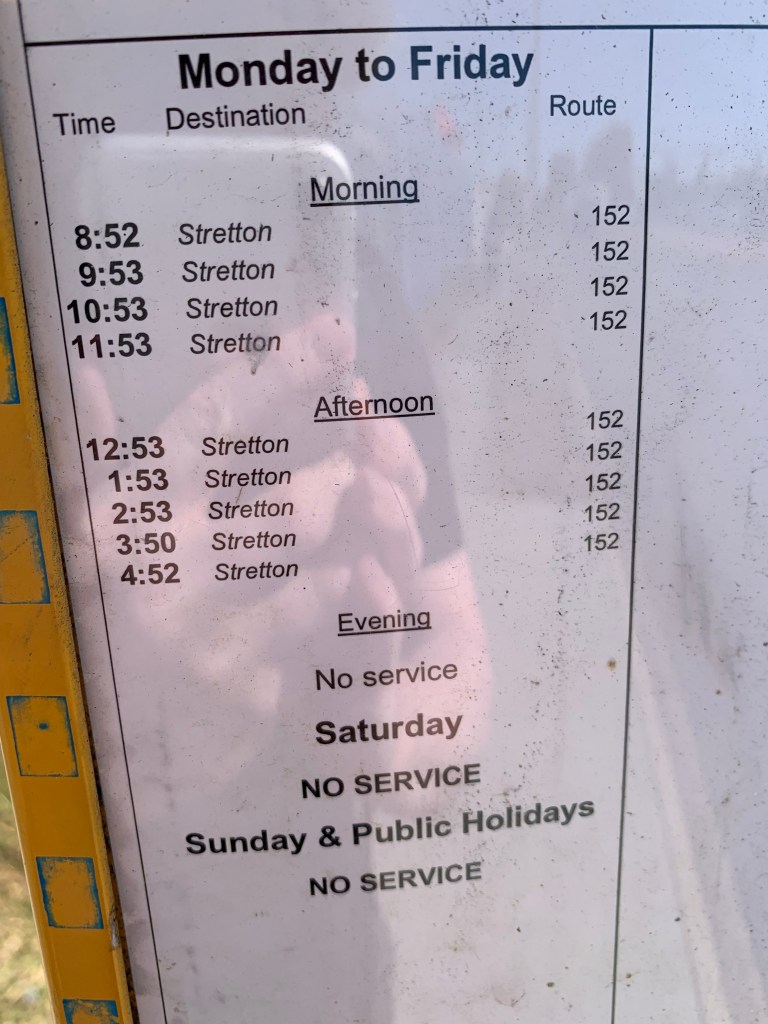 Monday to Friday
Time Destination Route
Morning
8:52 Stretton 152
9:53 Stretton 152
10:53 Stretton 152
11:53 Stretton 152
Afternoon
12:53 Stretton 152
1:53 Stretton 152
2:53 Stretton 152
3:50 Stretton 152
4:52 Stretton 152
Evening
No service
Saturday
NO SERVICE
Sunday & Public Holidays
NO SERVICE